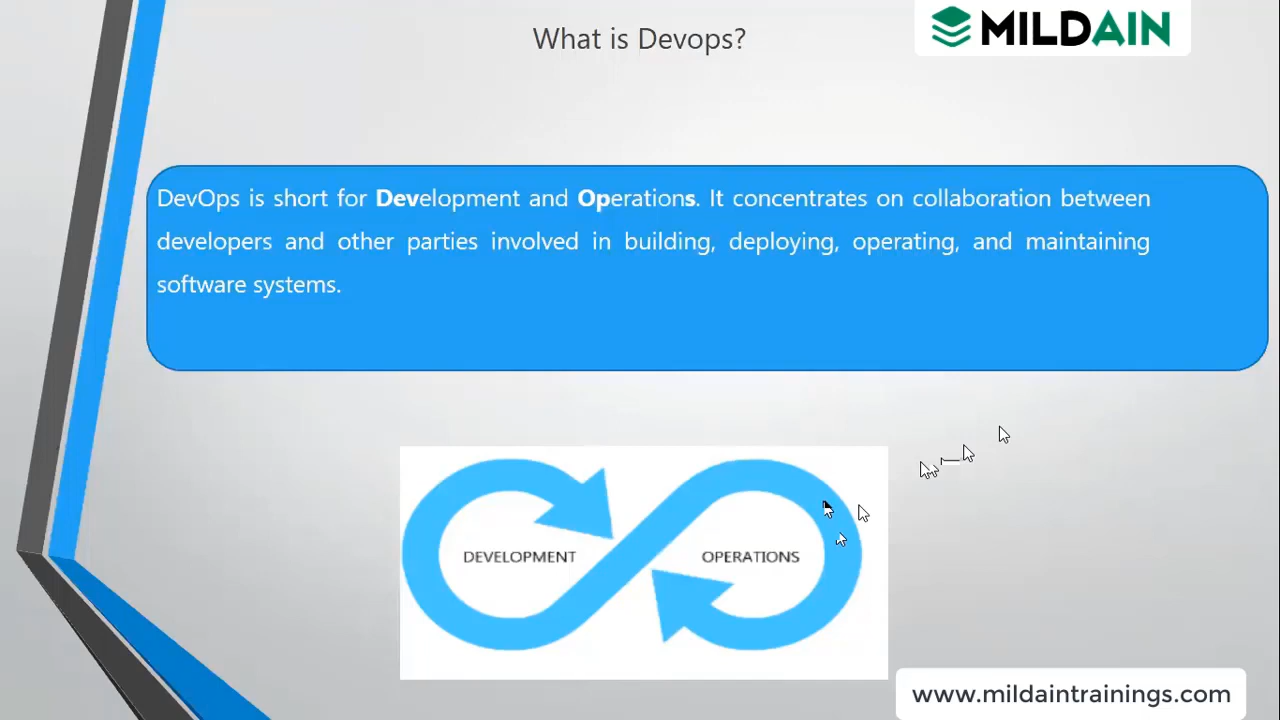 What is Devops?
MILDAIN
DevOps is short for Development and Operations. It concentrates on collaboration between
developers and other parties involved in building, deploying, operating, and maintaining
software systems.
DEVELOPMENT
OPERATIONS
www.mildaintrainings.com